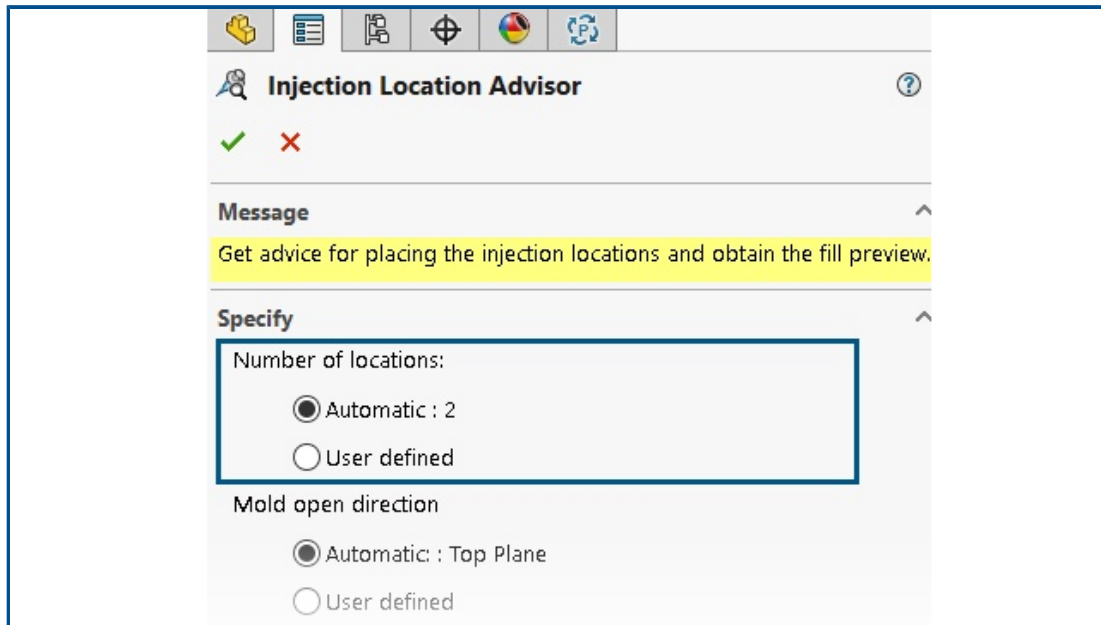 Injection Location Advisor
Message
Get advice for placing the injection locations and obtain the fill preview.
Specify
Number of locations:
Automatic : 2
User defined
Mold open direction
Automatic: : Top Plane
User defined